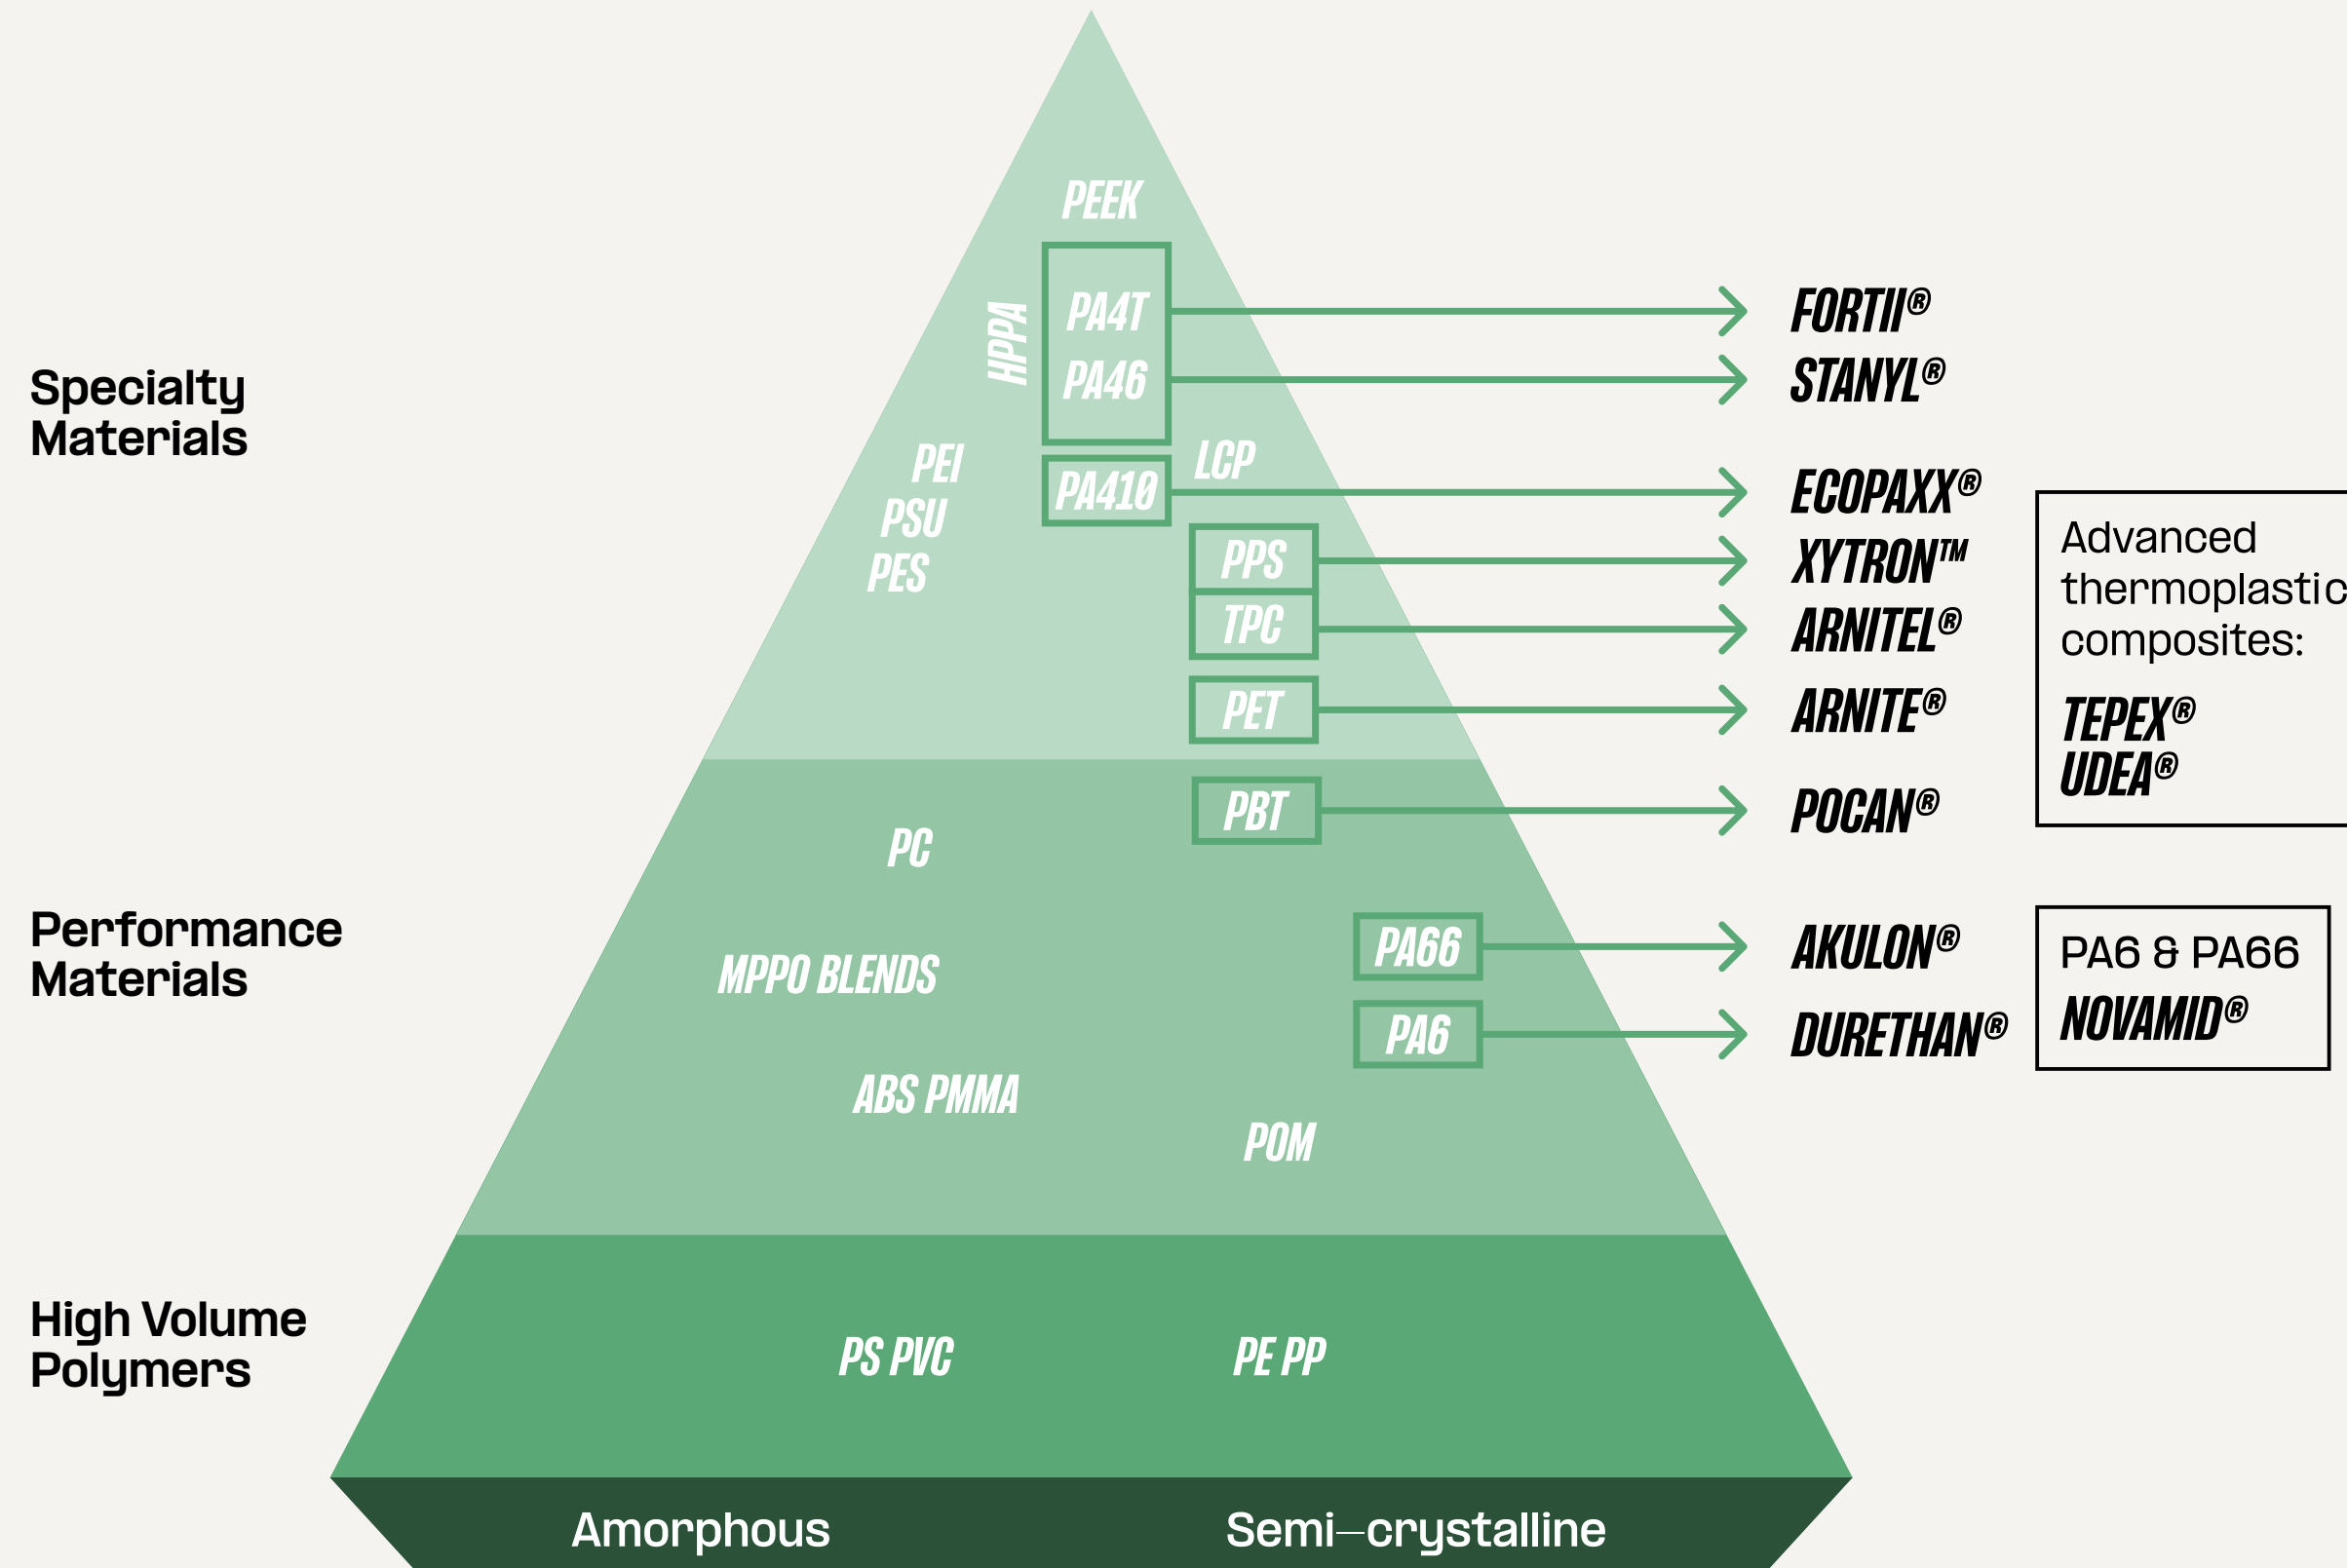 PEEK
HPPA
PA4T
FORTII®
PA46
STANYL®
Specialty
Materials
PEI
LCP
PSU
PA410
ECOPAXX®
PES
PPS
XYTRON™
TPC
ARNITEL®
PET
ARNITE®
Advanced
thermoplastic
composites:
TEPEX®
UDEA®
PBT
POCAN®
PC
Performance
Materials
MPPO BLENDS
PA66
AKULON®
PA6
DURETHAN®
PA6 & PA66
NOVAMID®
ABS PMMA
POM
High Volume
Polymers
PS PVC
PE PP
Amorphous
Semi—crystalline